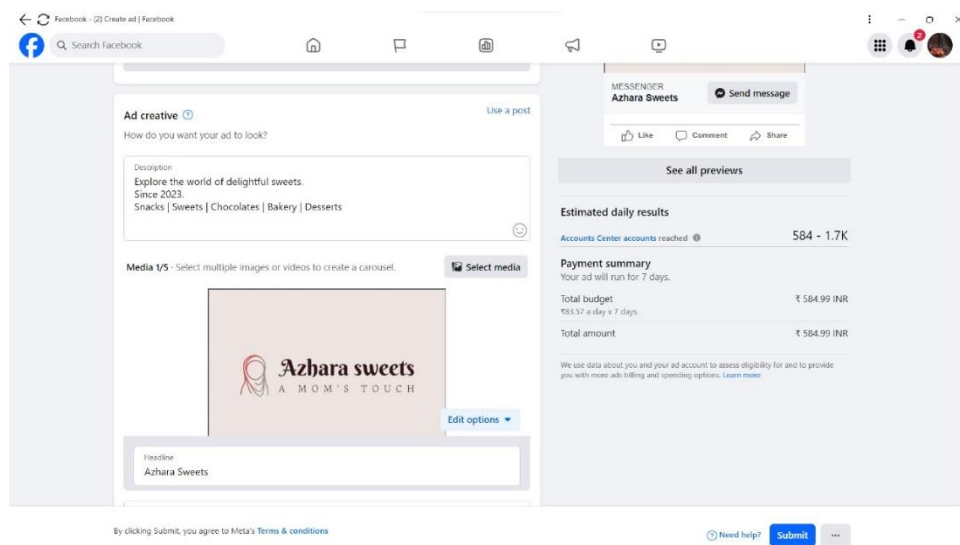 Facebook - (2) Create ad | Facebook
Search Facebook
2
Ad creative
Use a post
How do you want your ad to look?
Description
Explore the world of delightful sweets.
Since 2023.
Snacks | Sweets | Chocolates | Bakery | Desserts
Media 1/5 · Select multiple images or videos to create a carousel.
Select media
Azhara sweets
A MOM'S TOUCH
Edit options
Headline
Azhara Sweets
MESSENGER
Azhara Sweets
Send message
Like Comment Share
See all previews
Estimated daily results
Accounts Center accounts reached
584 - 1.7K
Payment summary
Your ad will run for 7 days.
Total budget
₹ 584.99 INR
₹83.57 a day x 7 days.
Total amount
₹ 584.99 INR
We use data about you and your ad account to assess eligibility for and to provide
you with more ads billing and spending options. Learn more
By clicking Submit, you agree to Meta's Terms & conditions
Need help?
Submit
...